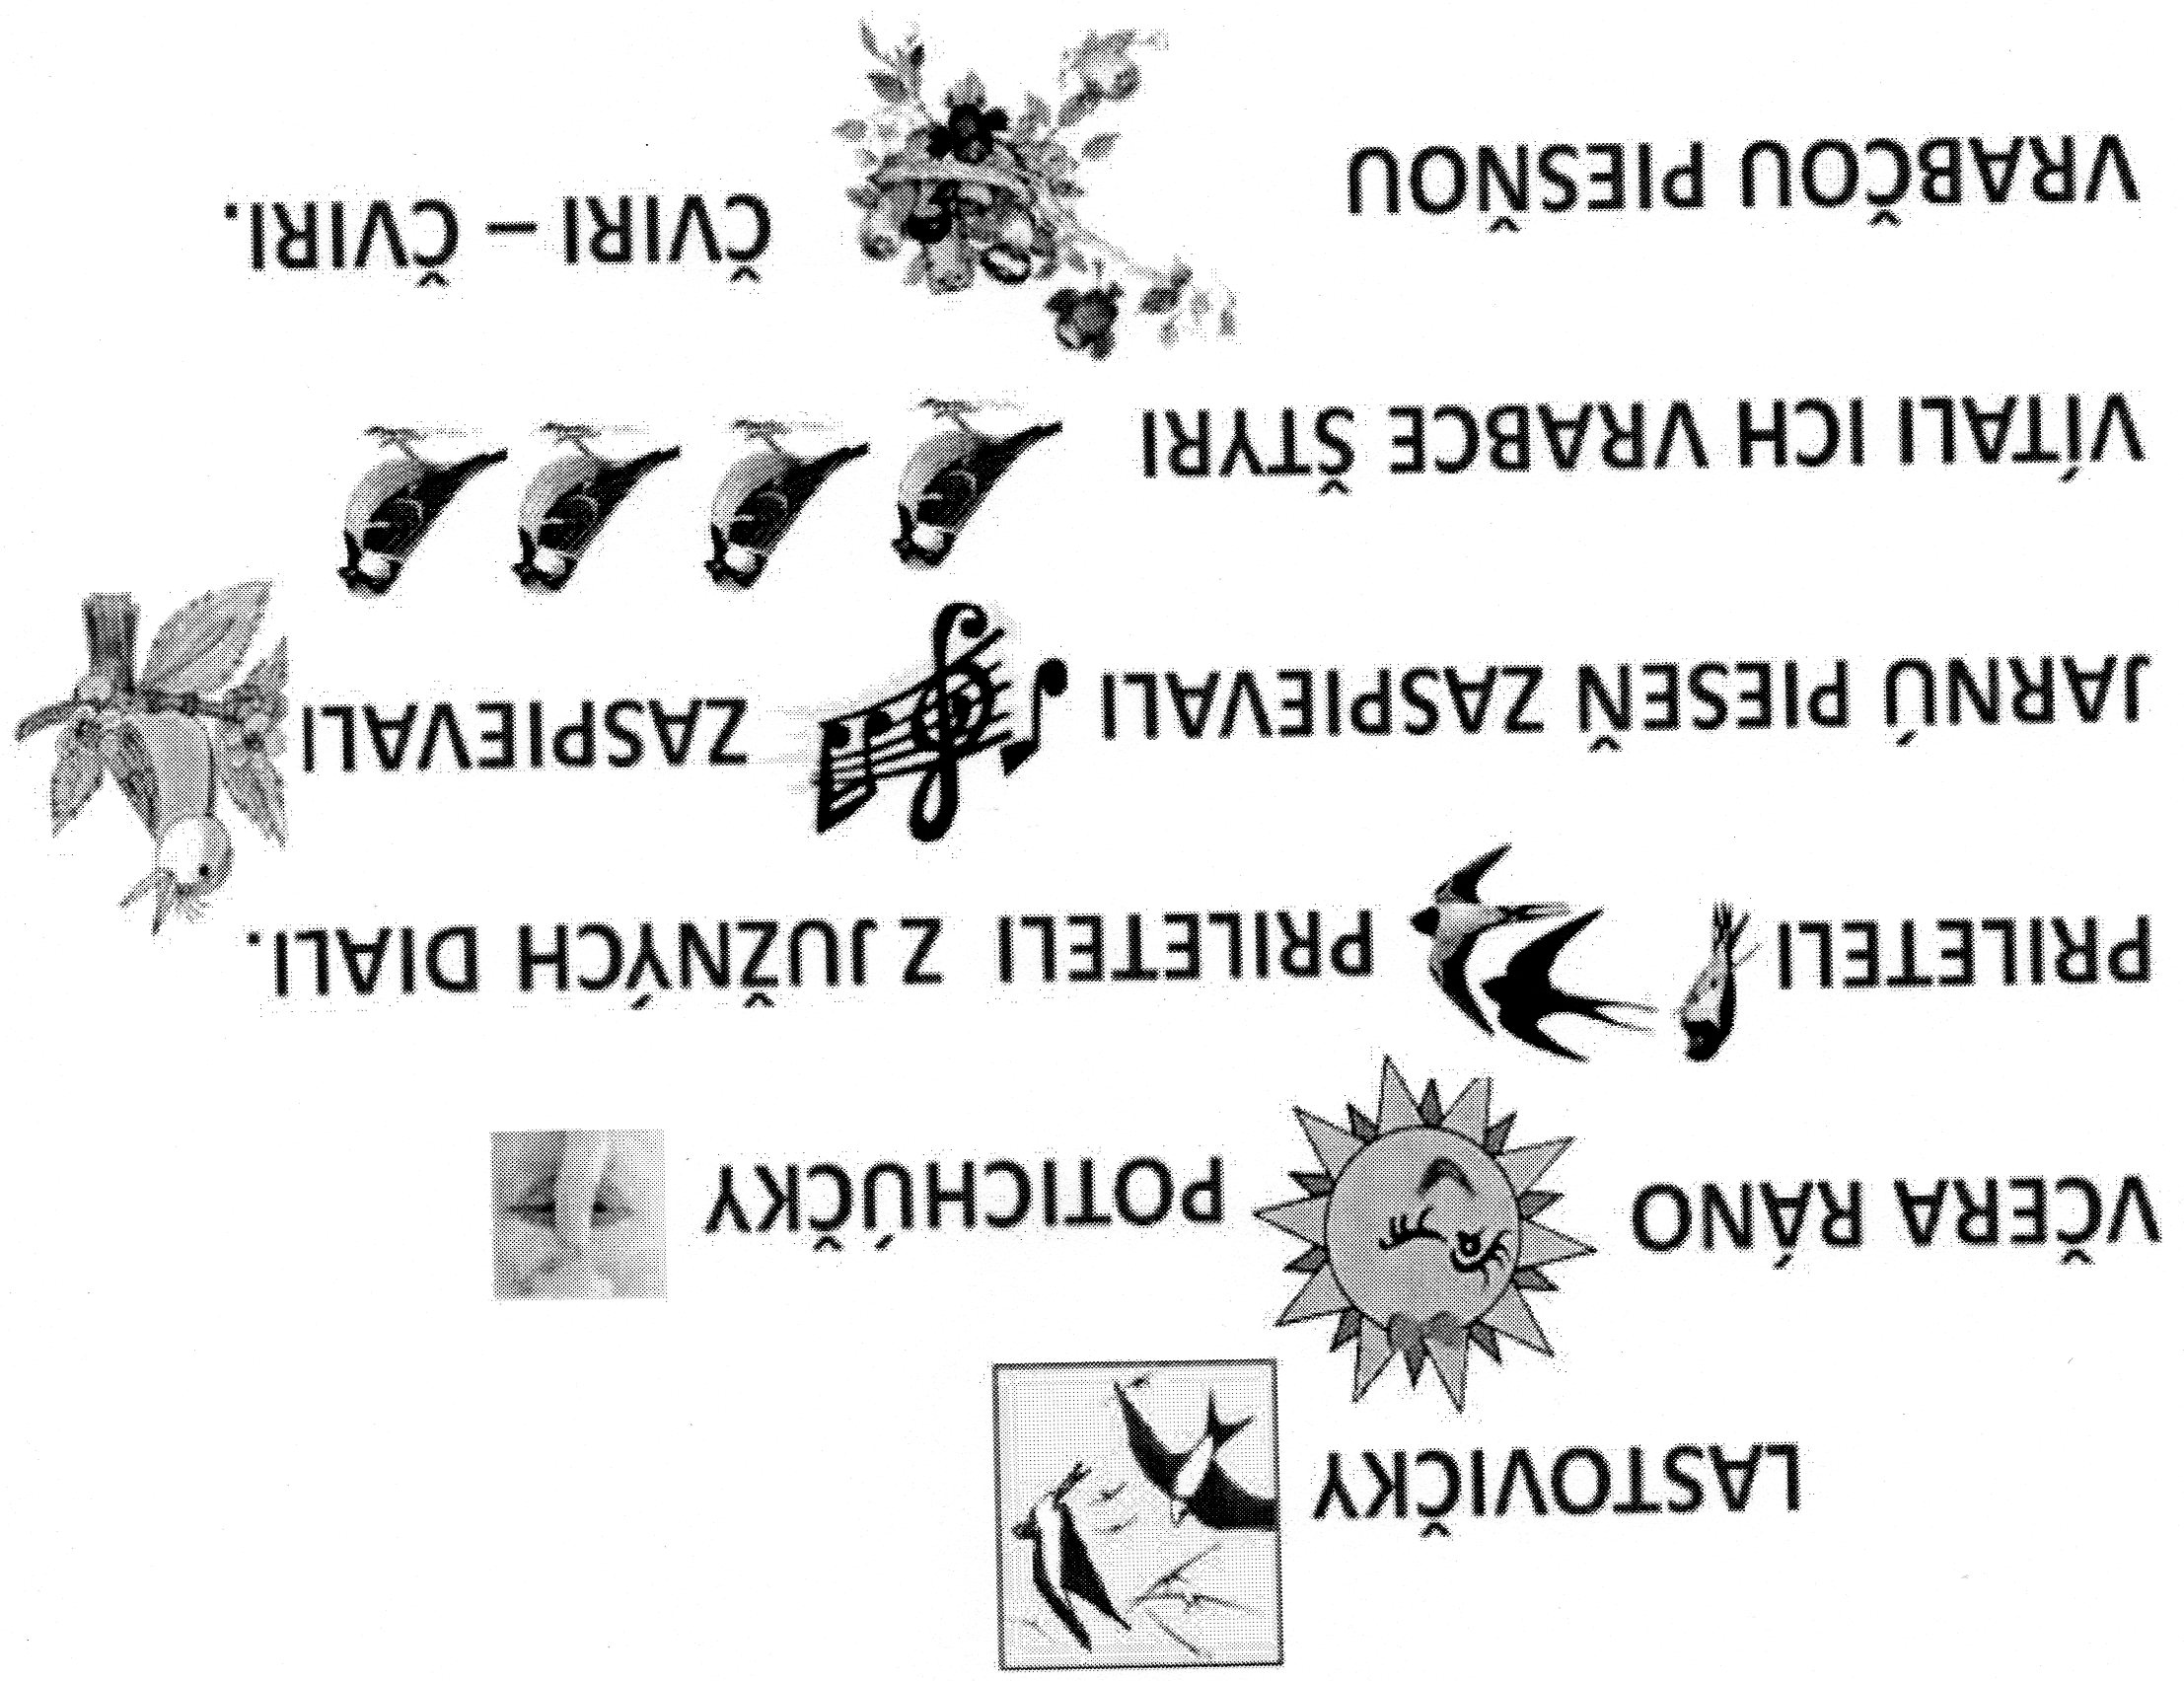 LASTOVIČKY
VČERA RÁNO POTICHÚČKY
PRILETELI PRILETELI Z JUŽNÝCH DIALI.
JARNÚ PIESEŇ ZASPIEVALI ZASPIEVALI
VÍTALI ICH VRABCE ŠTYRI
VRABČOU PIESŇOU ČVIRI – ČVIRI.